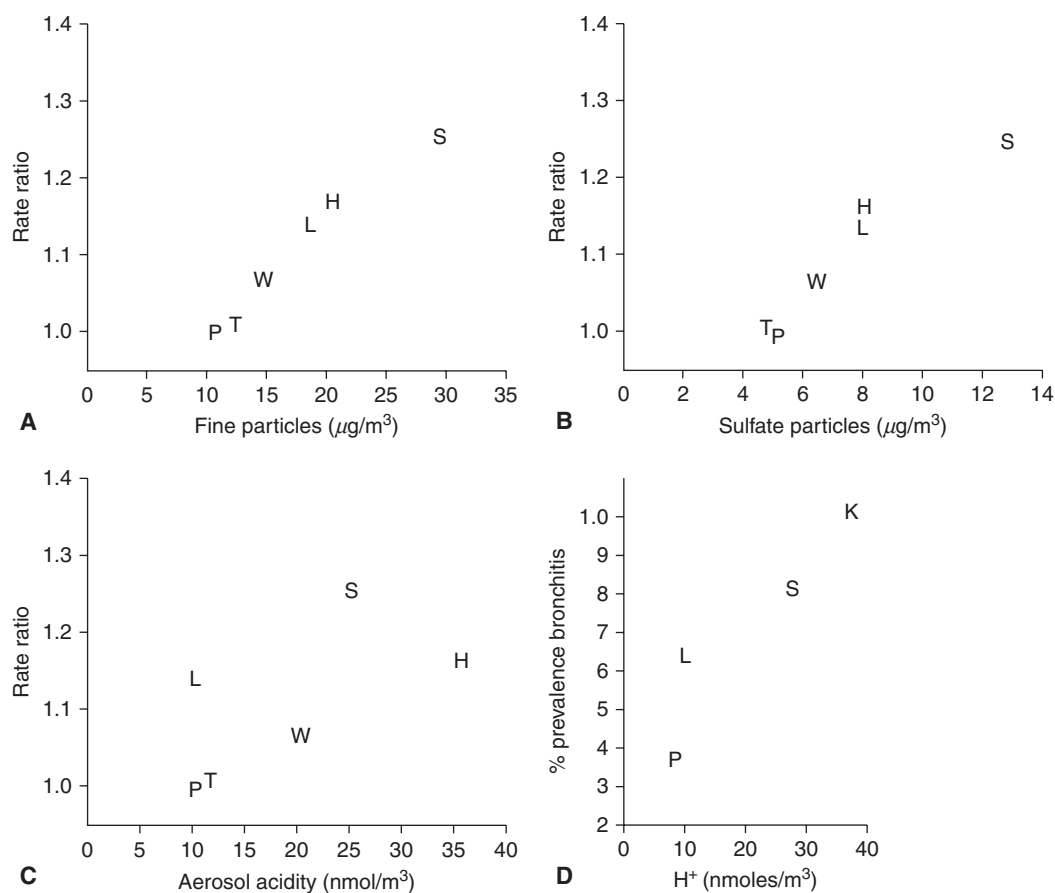 1.4
1.3
1.2
1.1
1.0
Rate ratio
S
H
L
W
T
P
0 5 10 15 20 25 30 35
A Fine particles (μg/m³)
1.4
1.3
1.2
1.1
1.0
Rate ratio
S
H
L
W
T
P
0 2 4 6 8 10 12 14
B Sulfate particles (μg/m³)
1.4
1.3
1.2
1.1
1.0
Rate ratio
S
H
L
W
T
P
0 5 10 15 20 25 30 35 40
C Aerosol acidity (nmol/m³)
1.0
9
8
7
6
5
4
3
2
% prevalence bronchitis
K
S
L
P
0 10 20 30 40
D H⁺ (nmoles/m³)